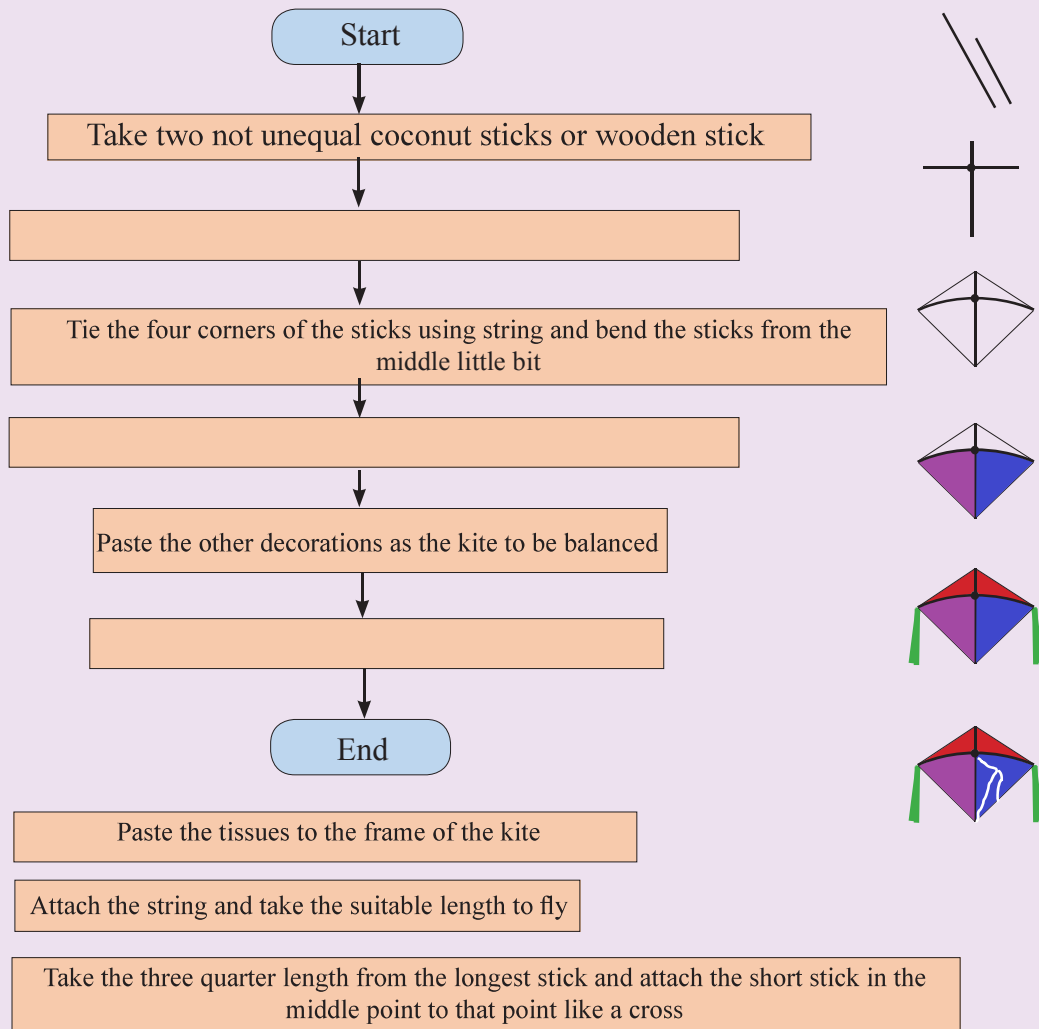 Start
Take two not unequal coconut sticks or wooden stick
Tie the four corners of the sticks using string and bend the sticks from the
middle little bit
Paste the other decorations as the kite to be balanced
End
Paste the tissues to the frame of the kite
Attach the string and take the suitable length to fly
Take the three quarter length from the longest stick and attach the short stick in the
middle point to that point like a cross